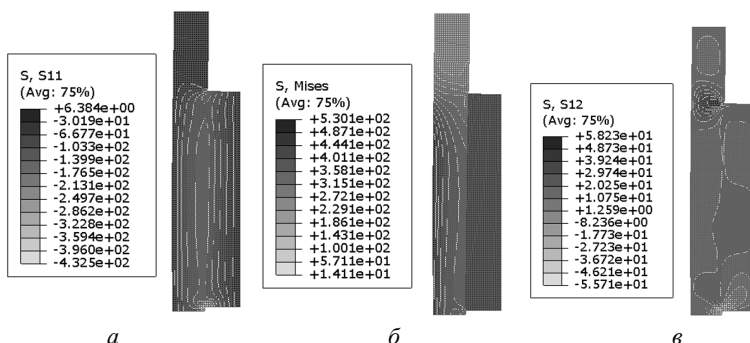 S, S11
(Avg: 75%)
+6.384e+00
-3.019e+01
-6.677e+01
-1.033e+02
-1.399e+02
-1.765e+02
-2.131e+02
-2.497e+02
-2.862e+02
-3.228e+02
-3.594e+02
-3.960e+02
-4.325e+02
S, Mises
(Avg: 75%)
+5.301e+02
+4.871e+02
+4.441e+02
+4.011e+02
+3.581e+02
+3.151e+02
+2.721e+02
+2.291e+02
+1.861e+02
+1.431e+02
+1.002e+02
+5.711e+01
+1.411e+01
S, S12
(Avg: 75%)
+5.823e+01
+4.873e+01
+3.924e+01
+2.974e+01
+2.025e+01
+1.075e+01
+1.259e+00
-8.236e+00
-1.773e+01
-2.723e+01
-3.672e+01
-4.621e+01
-5.571e+01
а
б
в